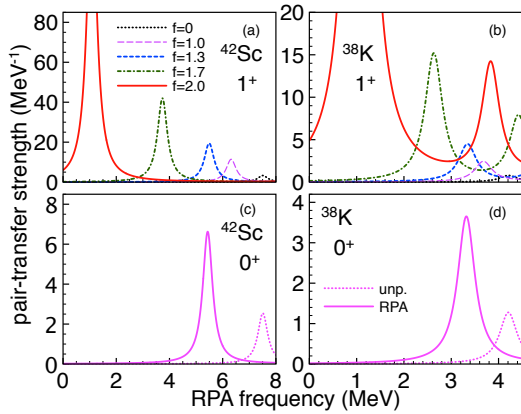 pair-transfer strength (MeV⁻¹)
80
60
40
20
0
f=0
f=1.0
f=1.3
f=1.7
f=2.0
(a)
⁴²Sc
1⁺
20
15
10
5
0
(b)
³⁸K
1⁺
8
6
4
2
0
(c)
⁴²Sc
0⁺
0 2 4 6 8
4
3
2
1
0
(d)
³⁸K
0⁺
unp.
RPA
0 1 2 3 4
RPA frequency (MeV)